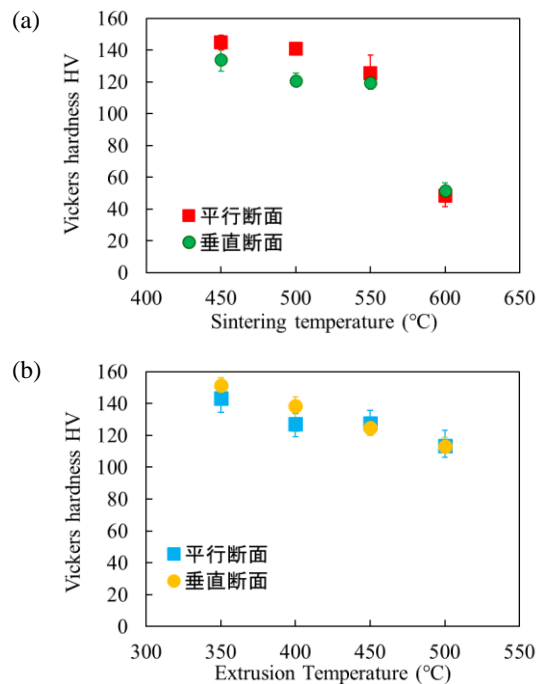 (a)
Vickers hardness HV
160
140
120
100
80
60
40
20
0
平行断面
垂直断面
400 450 500 550 600 650
Sintering temperature (°C)
(b)
Vickers hardness HV
160
140
120
100
80
60
40
20
0
平行断面
垂直断面
300 350 400 450 500 550
Extrusion Temperature (°C)